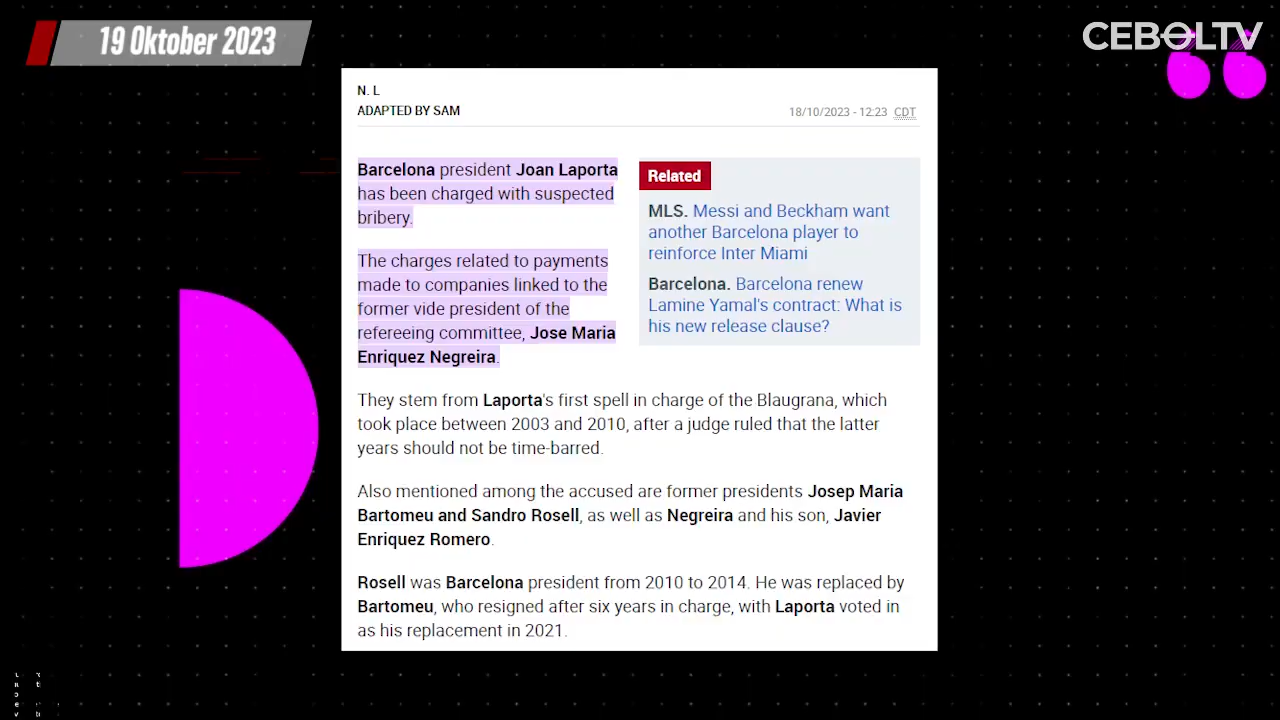 19 Oktober 2023
CEBOLTV
N. L
ADAPTED BY SAM
18/10/2023 - 12:23 CDT
Barcelona president Joan Laporta
has been charged with suspected
bribery.
The charges related to payments
made to companies linked to the
former vide president of the
refereeing committee, Jose Maria
Enriquez Negreira.
Related
MLS. Messi and Beckham want
another Barcelona player to
reinforce Inter Miami
Barcelona. Barcelona renew
Lamine Yamal's contract: What is
his new release clause?
They stem from Laporta's first spell in charge of the Blaugrana, which
took place between 2003 and 2010, after a judge ruled that the latter
years should not be time-barred.
Also mentioned among the accused are former presidents Josep Maria
Bartomeu and Sandro Rosell, as well as Negreira and his son, Javier
Enriquez Romero.
Rosell was Barcelona president from 2010 to 2014. He was replaced by
Bartomeu, who resigned after six years in charge, with Laporta voted in
as his replacement in 2021.